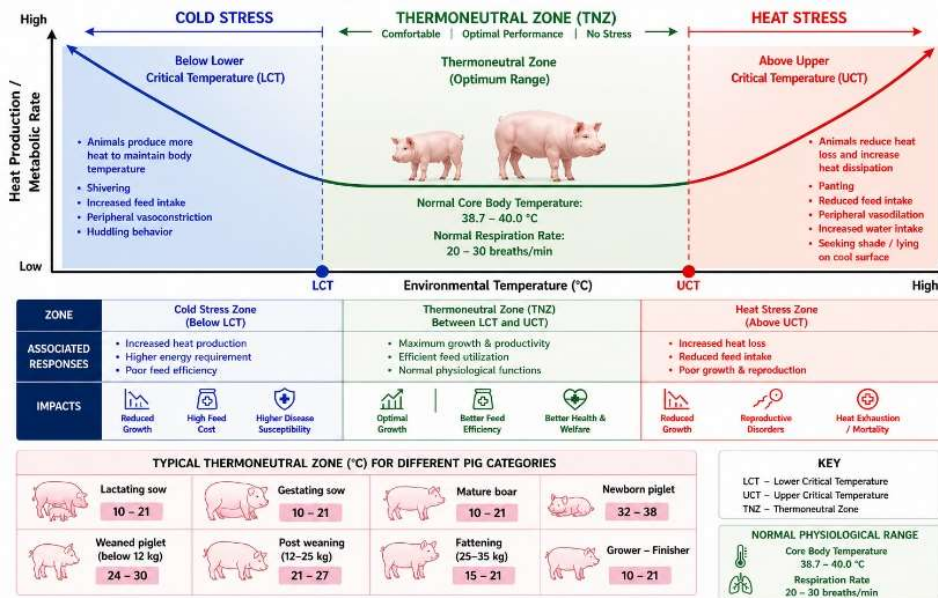 COLD STRESS
THERMONEUTRAL ZONE (TNZ)
Comfortable | Optimal Performance | No Stress
HEAT STRESS
High
Heat Production /
Metabolic Rate
Low
Below Lower
Critical Temperature (LCT)
• Animals produce more
heat to maintain body
temperature
• Shivering
• Increased feed intake
• Peripheral vasoconstriction
• Huddling behavior
Thermoneutral Zone
(Optimum Range)
Normal Core Body Temperature:
38.7 – 40.0 °C
Normal Respiration Rate:
20 – 30 breaths/min
Above Upper
Critical Temperature (UCT)
• Animals reduce heat
loss and increase
heat dissipation
• Panting
• Reduced feed intake
• Peripheral vasodilation
• Increased water intake
• Seeking shade / lying
on cool surface
LCT
Environmental Temperature (°C)
UCT
High
ZONE
Cold Stress Zone
(Below LCT)
Thermoneutral Zone (TNZ)
Between LCT and UCT)
Heat Stress Zone
(Above UCT)
ASSOCIATED
RESPONSES
• Increased heat production
• Higher energy requirement
• Poor feed efficiency
• Maximum growth & productivity
• Efficient feed utilization
• Normal physiological functions
• Increased heat loss
• Reduced feed intake
• Poor growth & reproduction
IMPACTS
Reduced
Growth
High Feed
Cost
Higher Disease
Susceptibility
Optimal
Growth
Better Feed
Efficiency
Better Health &
Welfare
Reduced
Growth
Reproductive
Disorders
Heat Exhaustion
/ Mortality
TYPICAL THERMONEUTRAL ZONE (°C) FOR DIFFERENT PIG CATEGORIES
Lactating sow
10 – 21
Gestating sow
10 – 21
Mature boar
10 – 21
Newborn piglet
32 – 38
Weaned piglet
(below 12 kg)
24 – 30
Post weaning
(12–25 kg)
21 – 27
Fattening
(25–35 kg)
15 – 21
Grower – Finisher
10 – 21
KEY
LCT – Lower Critical Temperature
UCT – Upper Critical Temperature
TNZ – Thermoneutral Zone
NORMAL PHYSIOLOGICAL RANGE
Core Body Temperature
38.7 – 40.0 °C
Respiration Rate
20 – 30 breaths/min